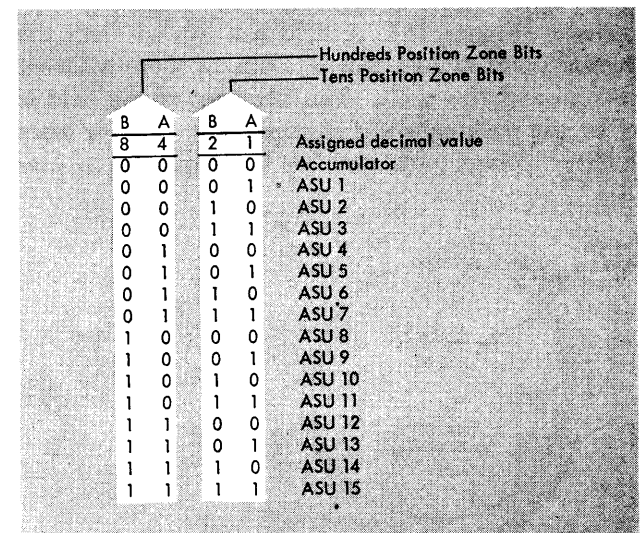 Hundreds Position Zone Bits
Tens Position Zone Bits
B A B A
8 4 2 1 Assigned decimal value
0 0 0 0 Accumulator
0 0 0 1 ASU 1
0 0 1 0 ASU 2
0 0 1 1 ASU 3
0 1 0 0 ASU 4
0 1 0 1 ASU 5
0 1 1 0 ASU 6
0 1 1 1 ASU 7
1 0 0 0 ASU 8
1 0 0 1 ASU 9
1 0 1 0 ASU 10
1 0 1 1 ASU 11
1 1 0 0 ASU 12
1 1 0 1 ASU 13
1 1 1 0 ASU 14
1 1 1 1 ASU 15